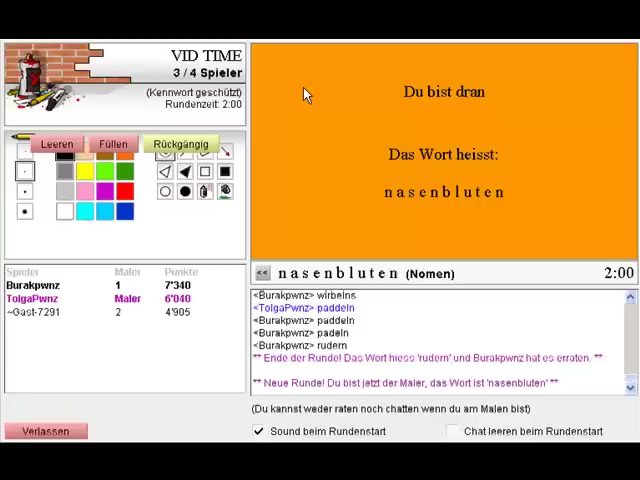 VID TIME
3 / 4 Spieler
(Kennwort geschützt)
Rundenzeit: 2:00
Leeren Füllen Rückgängig
Spieler Maler Punkte
Burakpwnz 1 7'340
TolgaPwnz Maler 6'040
~Gast-7291 2 4'905
Verlassen
Du bist dran
Das Wort heisst:
n a s e n b l u t e n
<< n a s e n b l u t e n (Nomen) 2:00
<Burakpwnz> wirbelns
<TolgaPwnz> paddeln
<Burakpwnz> paddeln
<Burakpwnz> padeln
<Burakpwnz> rudern
** Ende der Runde! Das Wort hiess 'rudern' und Burakpwnz hat es erraten. **
** Neue Runde! Du bist jetzt der Maler, das Wort ist 'nasenbluten' **
(Du kannst weder raten noch chatten wenn du am Malen bist)
Sound beim Rundenstart Chat leeren beim Rundenstart